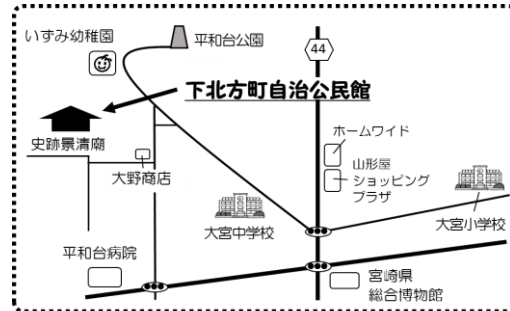 いずみ幼稚園
平和台公園
44
下北方町自治公民館
史跡景清廟
大野商店
ホームワイド
山形屋
ショッピング
プラザ
大宮中学校
大宮小学校
平和台病院
宮崎県
総合博物館